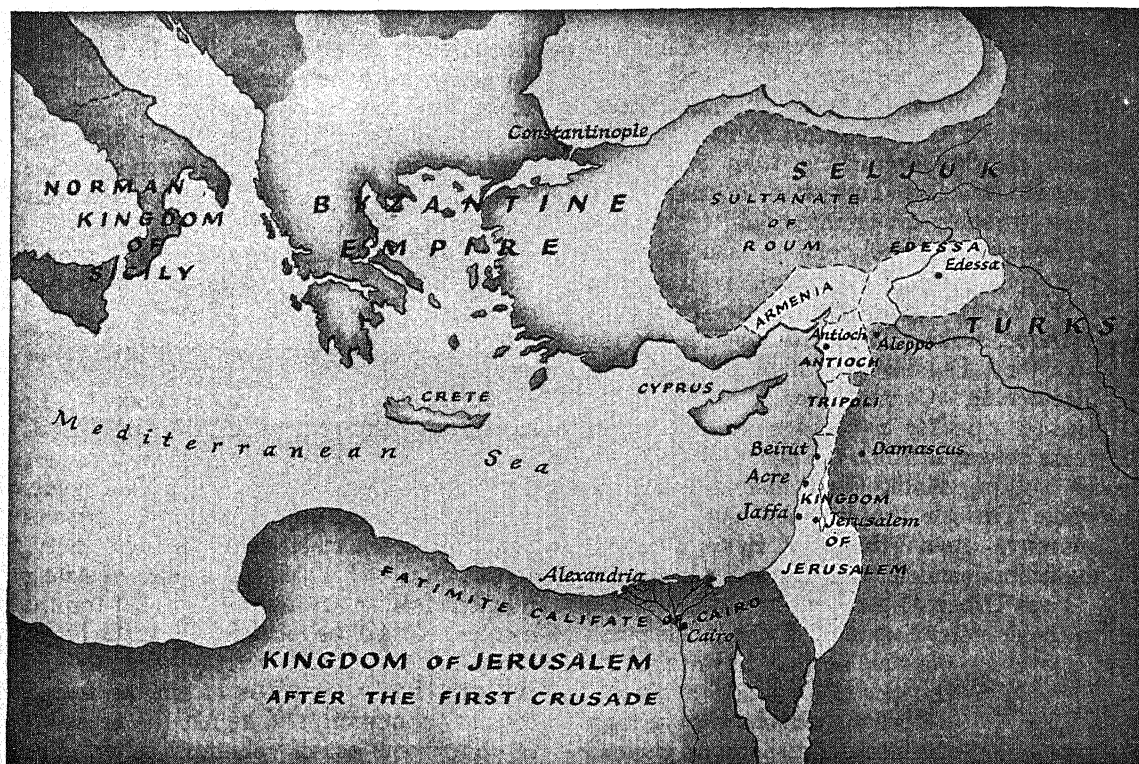 Constantinople
SELJUK
NORMAN
KINGDOM
OF
SICILY
BYZANTINE
EMPIRE
SULTANATE
OF
ROUM
EDESSA
Edessa
ARMENIA
TURKS
Antioch
Aleppo
ANTIOCH
CRETE
CYPRUS
TRIPOLI
Mediterranean Sea
Beirut
Damascus
Acre
KINGDOM
Jaffa
Jerusalem
OF
JERUSALEM
Alexandria
FATIMITE CALIFATE OF CAIRO
Cairo
KINGDOM OF JERUSALEM
AFTER THE FIRST CRUSADE